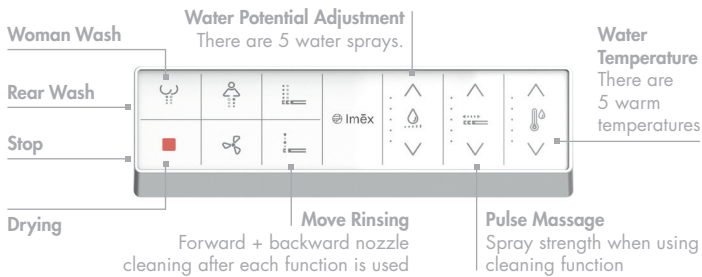 Water Potential Adjustment
There are 5 water sprays.
Woman Wash
Rear Wash
Stop
Drying
Imēx
Water
Temperature
There are
5 warm
temperatures
Move Rinsing
Forward + backward nozzle
cleaning after each function is used
Pulse Massage
Spray strength when using
cleaning function